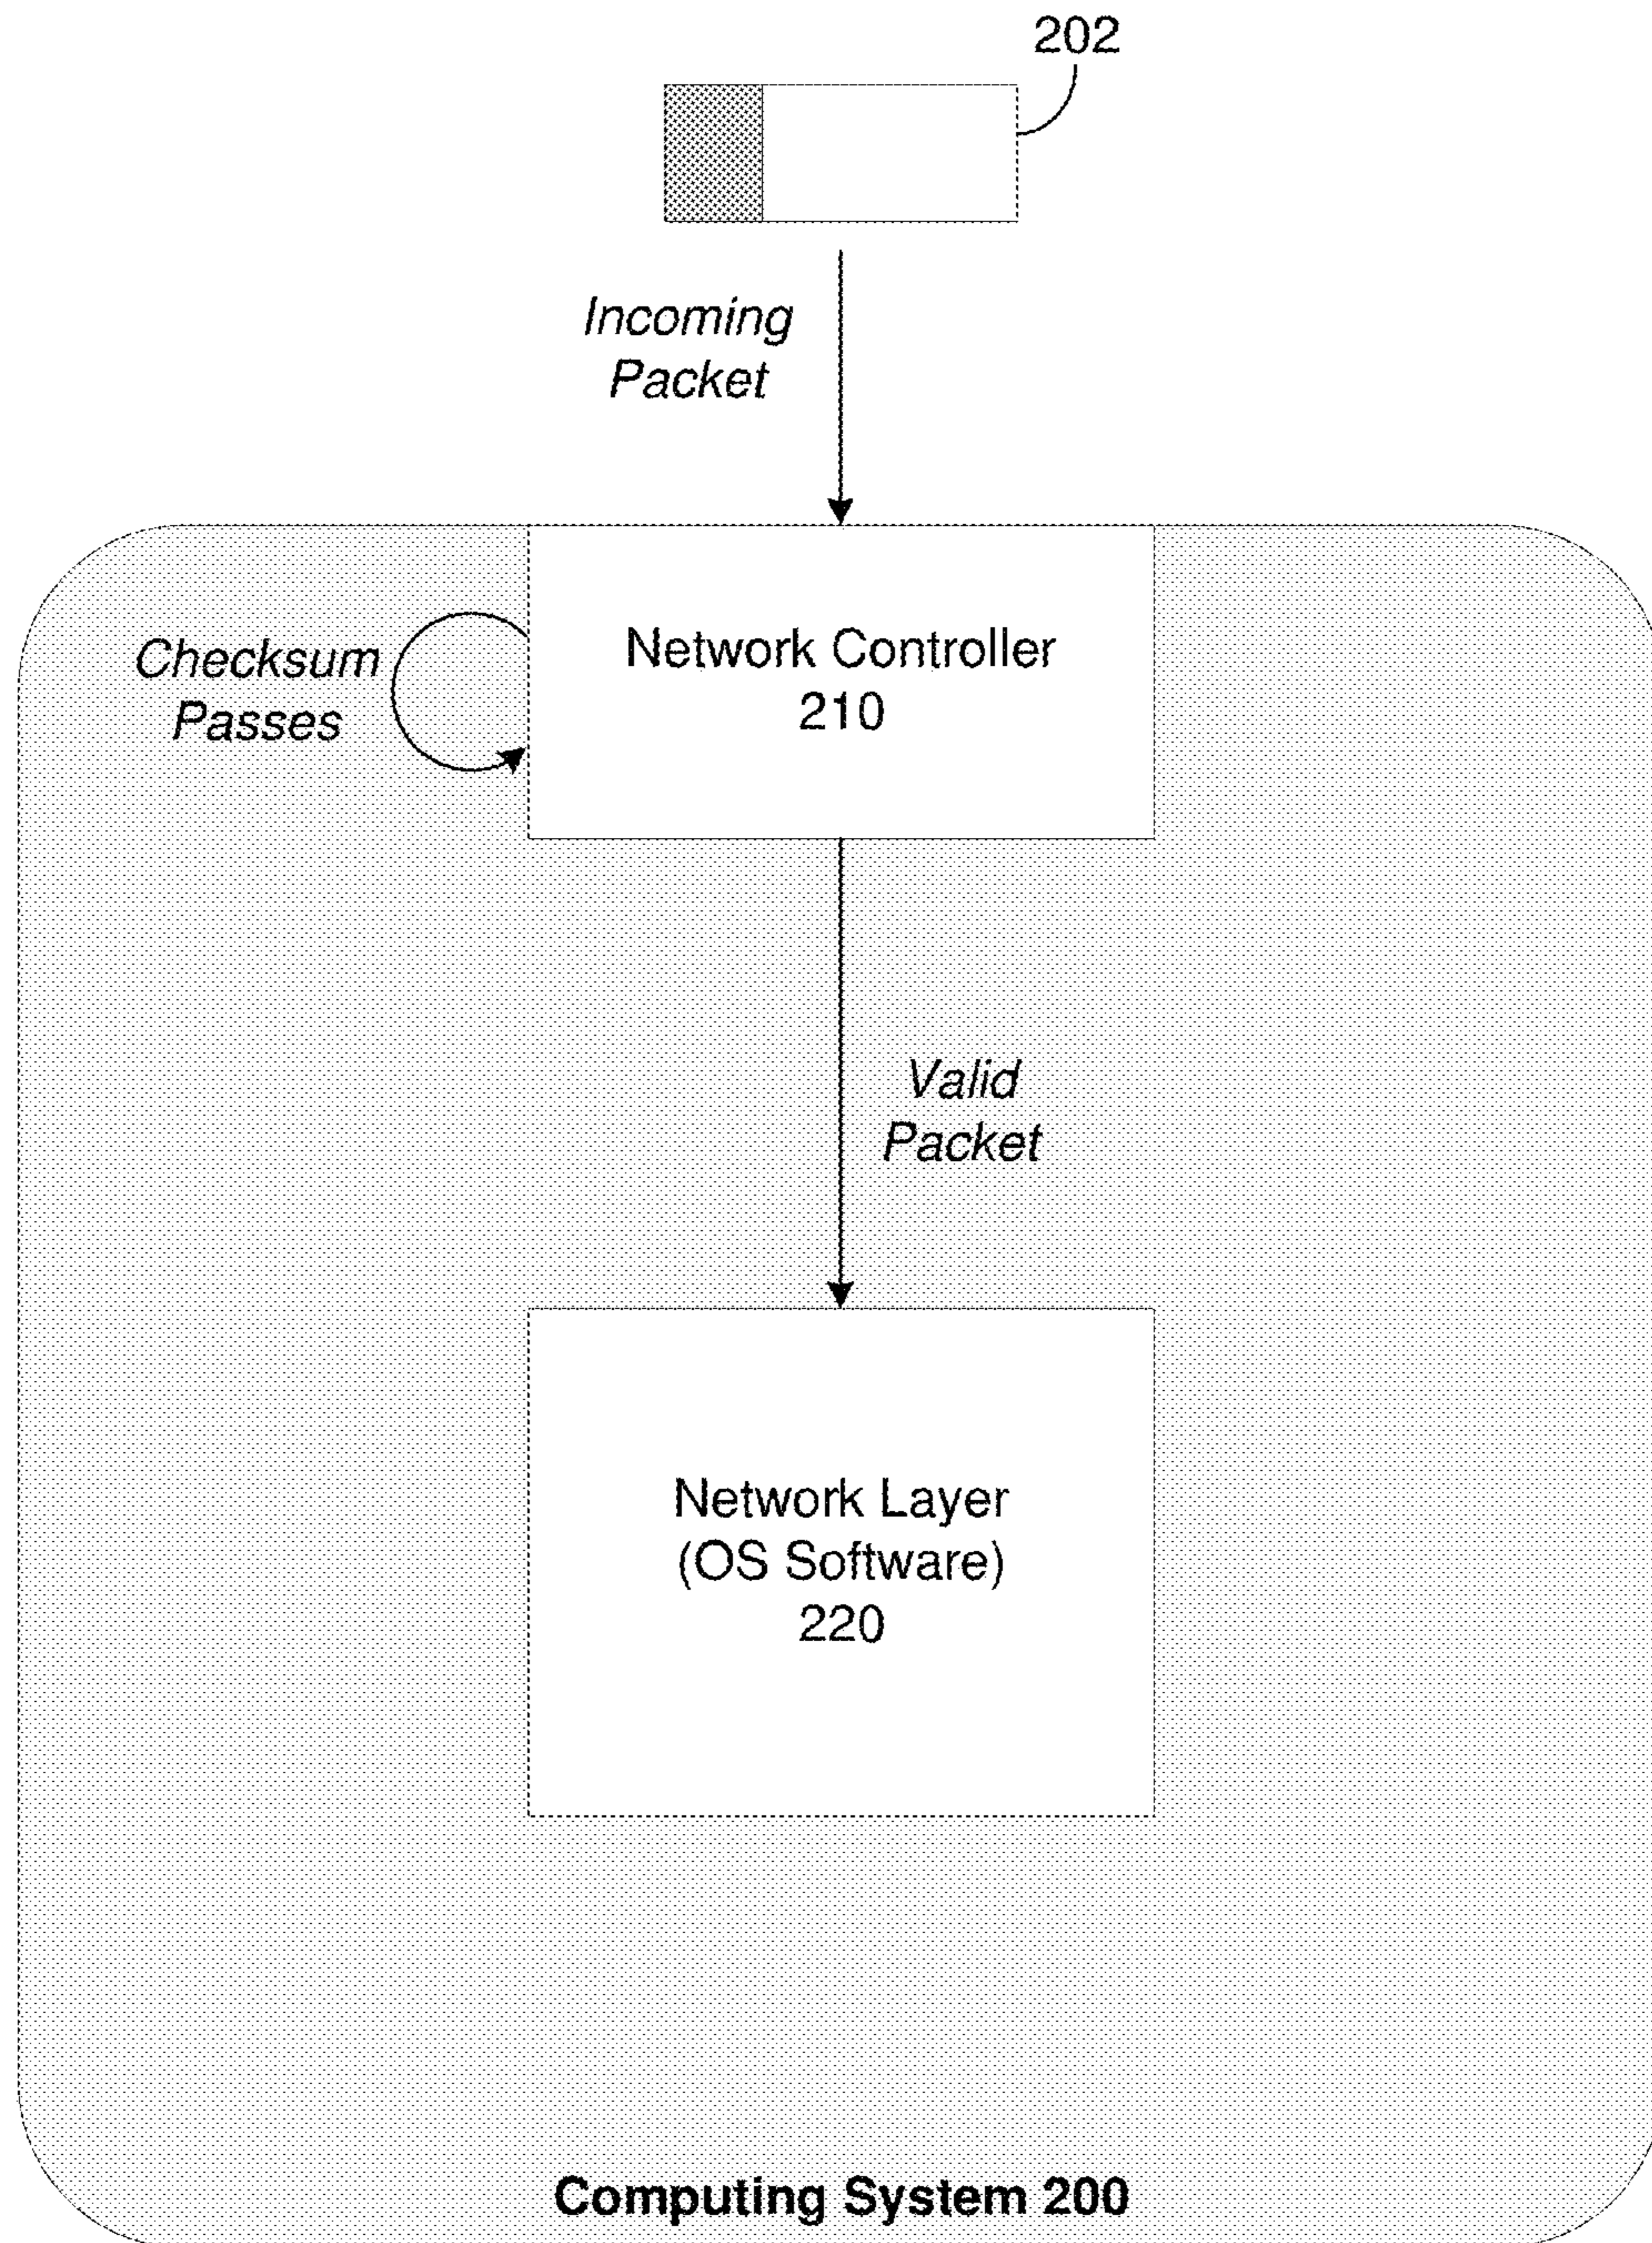 202
Incoming
Packet
Checksum
Passes
Network Controller
210
Valid
Packet
Network Layer
(OS Software)
220
Computing System 200